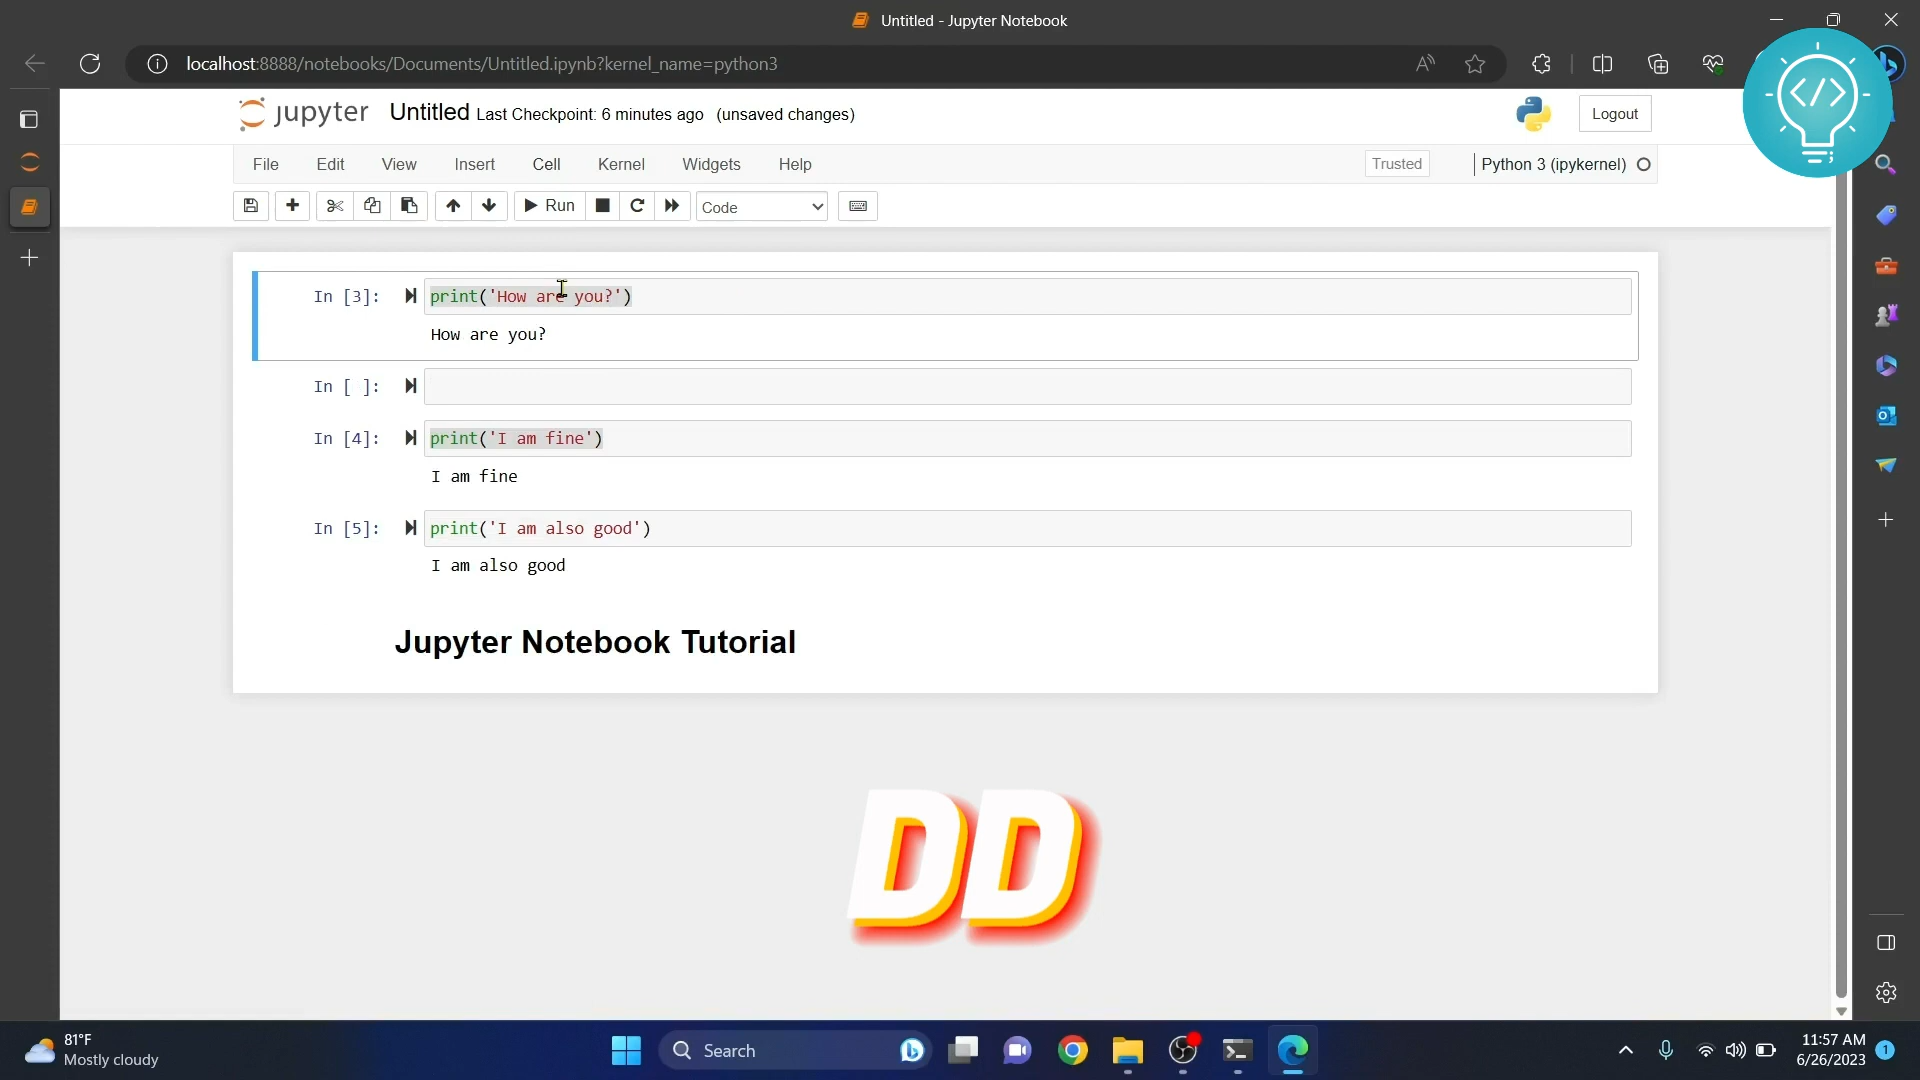 Untitled - Jupyter Notebook
localhost:8888/notebooks/Documents/Untitled.ipynb?kernel_name=python3
jupyter Untitled Last Checkpoint: 6 minutes ago (unsaved changes)
Logout
File Edit View Insert Cell Kernel Widgets Help
Trusted
Python 3 (ipykernel)
Run
Code
In [3]: print('How are you?')
How are you?
In [ ]:
In [4]: print('I am fine')
I am fine
In [5]: print('I am also good')
I am also good
Jupyter Notebook Tutorial
DD
81°F
Mostly cloudy
Search
11:57 AM
6/26/2023
1